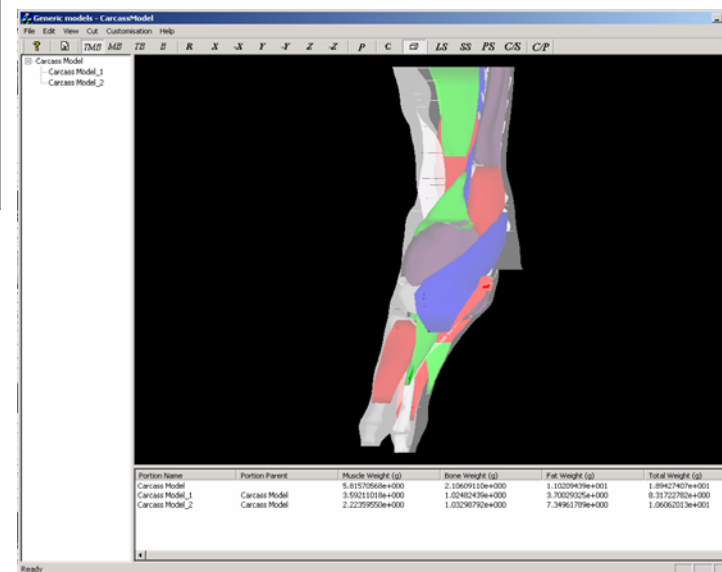 Generic models - CarcassModel
File Edit View Cut Customisation Help
TMB MB TB B R X -X Y -Y Z -Z P C LS SS PS C/S C/P
Carcass Model
Carcass Model_1
Carcass Model_2
Portion Name Portion Parent Muscle Weight (g) Bone Weight (g) Fat Weight (g) Total Weight (g)
Carcass Model 5.81570568e+000 2.10609110e+000 1.10209439e+001 1.89427407e+001
Carcass Model_1 Carcass Model 3.59211018e+000 1.02482439e+000 3.70029325e+000 8.31722782e+000
Carcass Model_2 Carcass Model 2.22359550e+000 1.03298792e+000 7.34961789e+000 1.06062013e+001
Ready